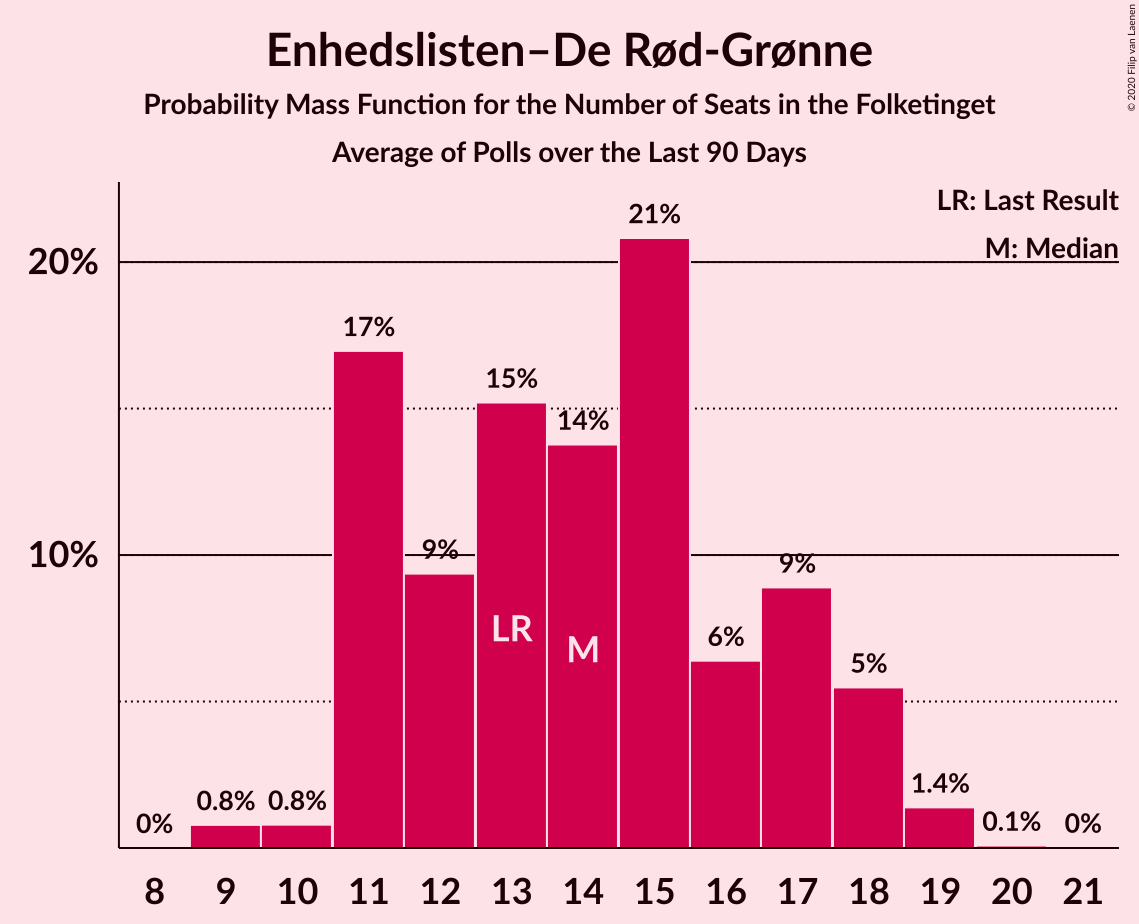 Enhedslisten–De Rød-Grønne
Probability Mass Function for the Number of Seats in the Folketinget
Average of Polls over the Last 90 Days
© 2020 Filip van Laenen
LR: Last Result
M: Median
20%
10%
0%
0.8%
0.8%
17%
9%
15%
14%
21%
6%
9%
5%
1.4%
0.1%
0%
LR
M
8 9 10 11 12 13 14 15 16 17 18 19 20 21